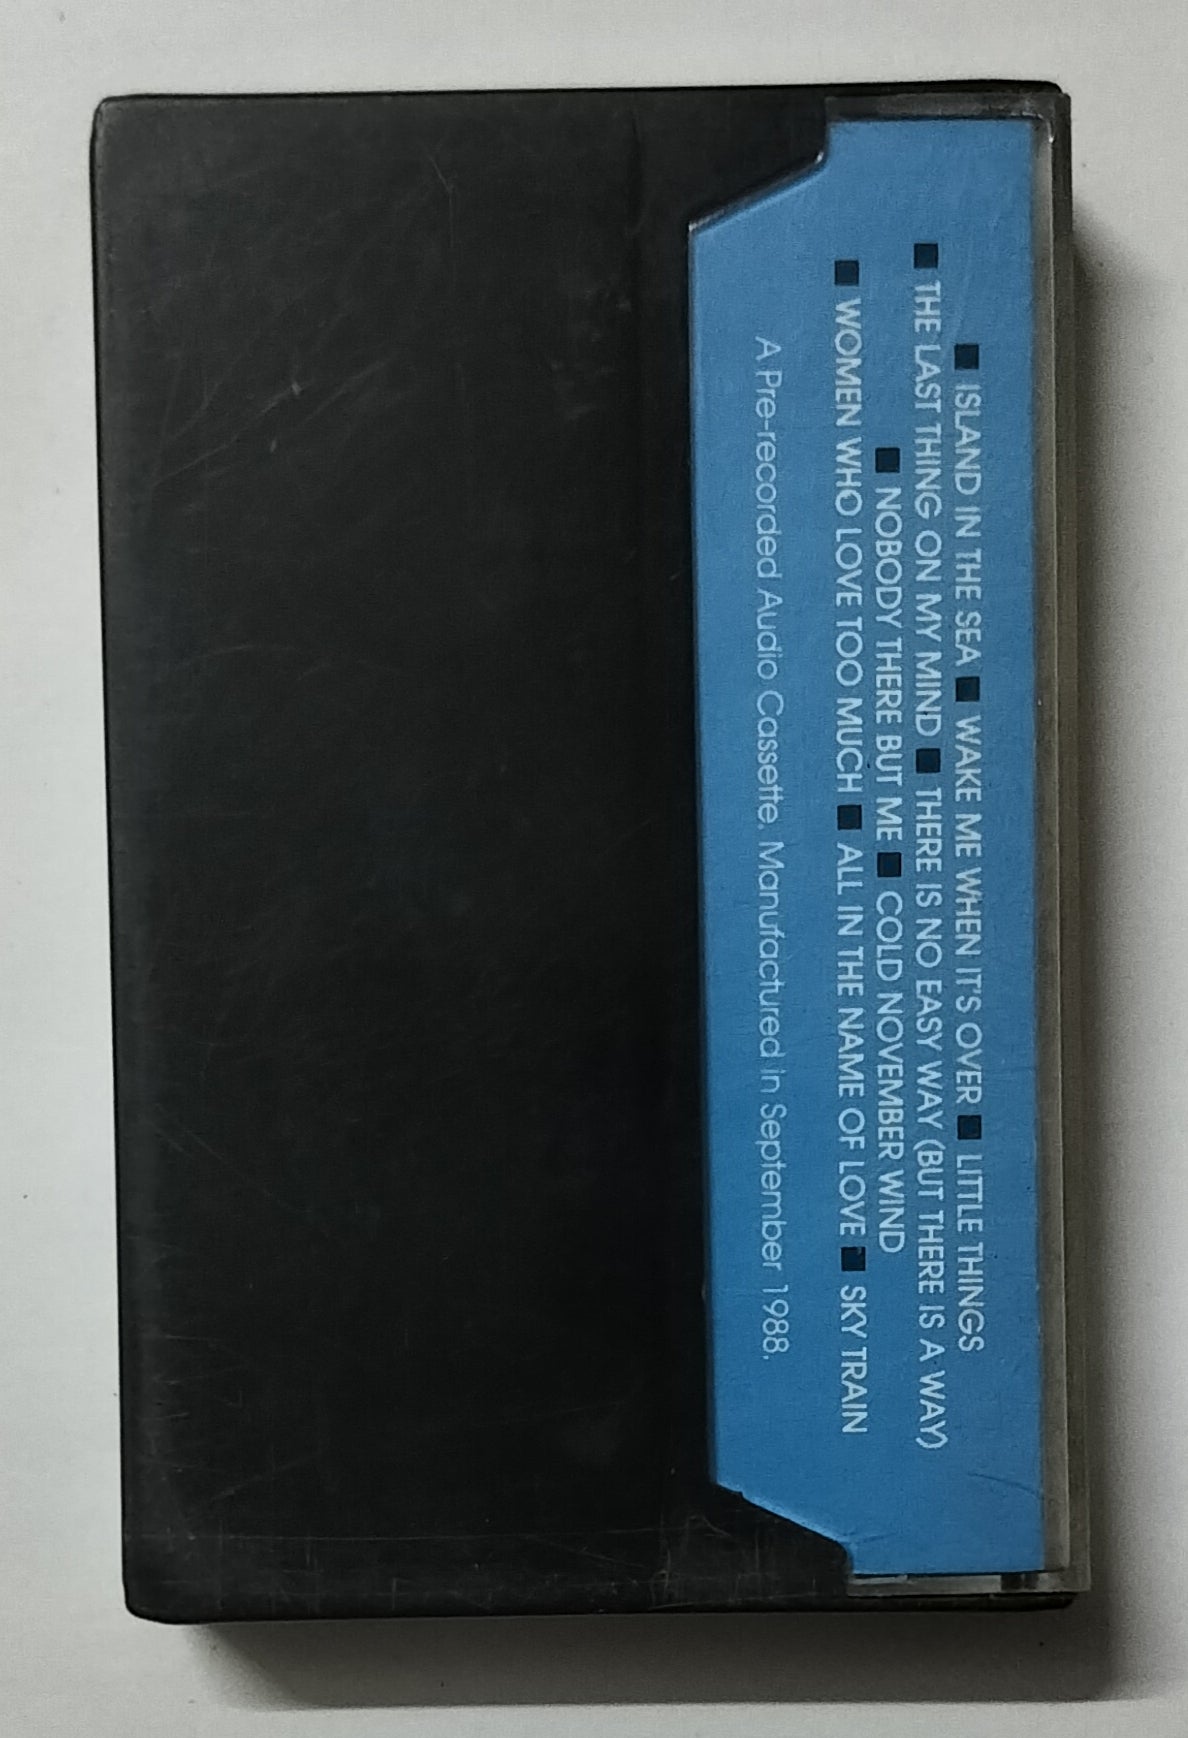 ■ ISLAND IN THE SEA ■ WAKE ME WHEN IT'S OVER ■ LITTLE THINGS
■ THE LAST THING ON MY MIND ■ THERE IS NO EASY WAY (BUT THERE IS A WAY)
■ NOBODY THERE BUT ME ■ COLD NOVEMBER WIND
■ WOMEN WHO LOVE TOO MUCH ■ ALL IN THE NAME OF LOVE ■ SKY TRAIN
A Pre-recorded Audio Cassette. Manufactured in September 1988.